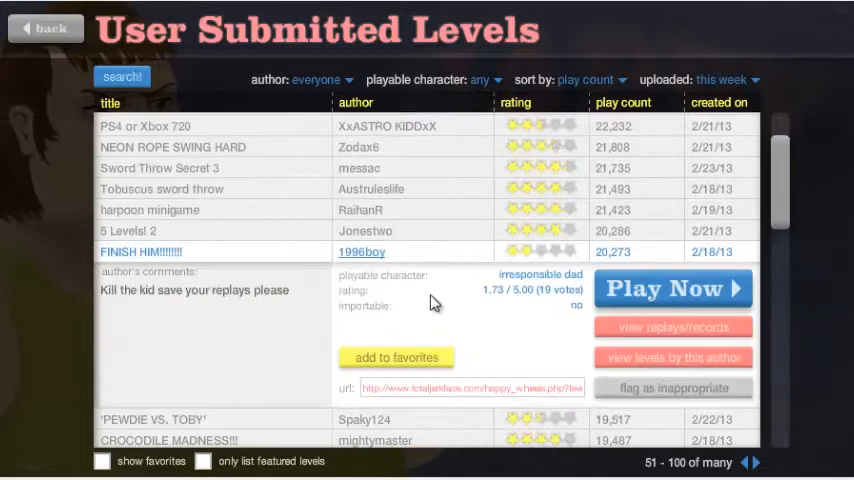 back
User Submitted Levels
search!
author: everyone playable character: any sort by: play count uploaded: this week
title author rating play count created on
PS4 or Xbox 720 XxASTRO KIDDxX 22,232 2/21/13
NEON ROPE SWING HARD Zodax6 21,808 2/21/13
Sword Throw Secret 3 messac 21,735 2/23/13
Tobuscus sword throw Austruleslife 21,493 2/18/13
harpoon minigame RaihanR 21,423 2/19/13
5 Levels! 2 Jonestwo 20,286 2/21/13
FINISH HIM!!!!!!!! 1996boy 20,273 2/18/13
author's comments:
Kill the kid save your replays please
playable character: irresponsible dad
rating: 1.73 / 5.00 (19 votes)
importable: no
Play Now
view replays/records
add to favorites
view levels by this author
url: http://www.totaljerkface.com/happy_wheels.php?lev
flag as inappropriate
'PEWDIE VS. TOBY' Spaky124 19,517 2/22/13
CROCODILE MADNESS!!! mightymaster 19,487 2/18/13
show favorites only list featured levels 51 - 100 of many